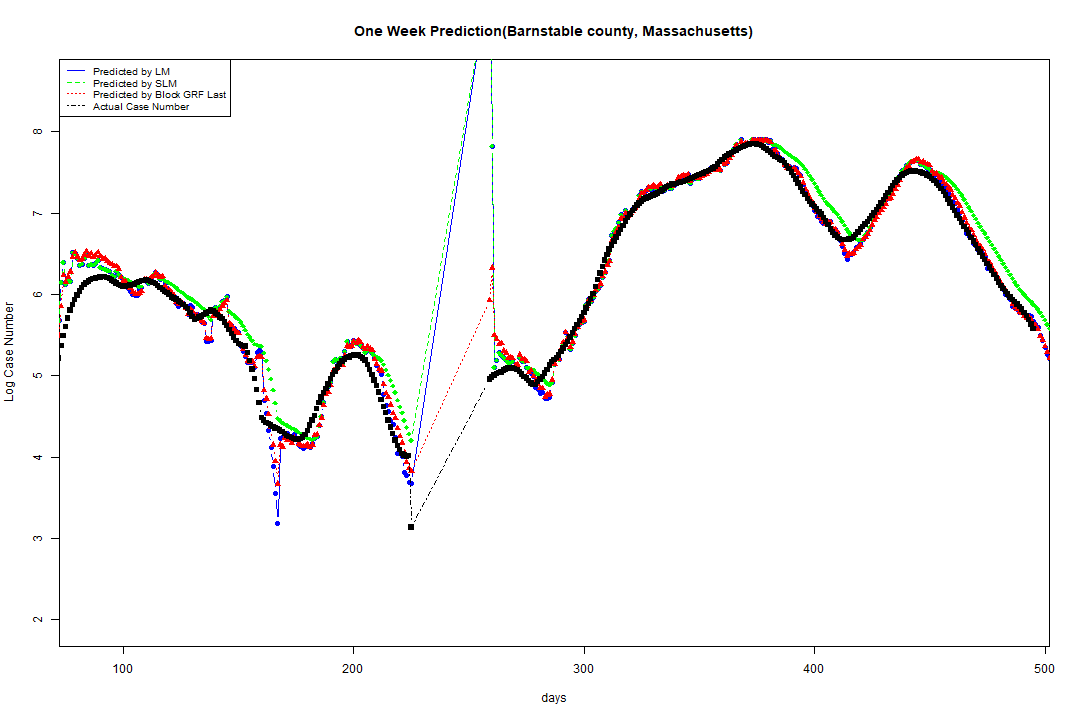 One Week Prediction(Barnstable county, Massachusetts)
Predicted by LM
Predicted by SLM
Predicted by Block GRF Last
Actual Case Number
Log Case Number
8
7
6
5
4
3
2
100 200 300 400 500
days